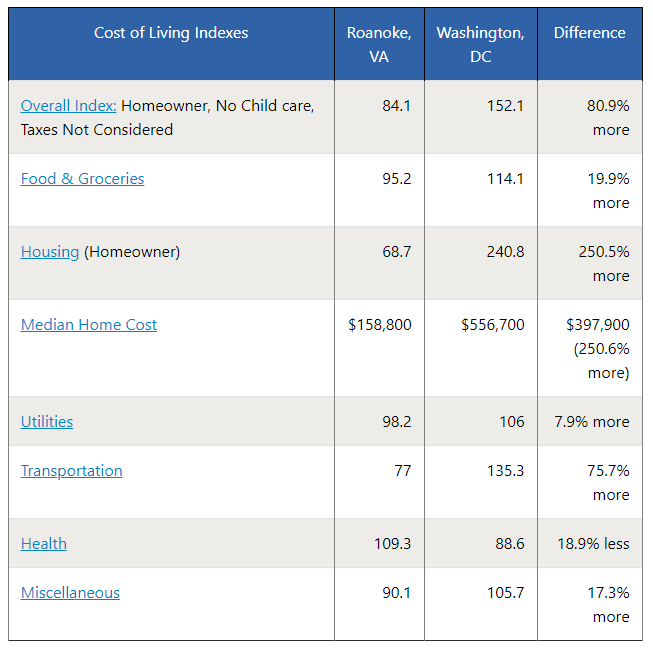 Cost of Living Indexes Roanoke, VA Washington, DC Difference
Overall Index: Homeowner, No Child care, Taxes Not Considered 84.1 152.1 80.9% more
Food & Groceries 95.2 114.1 19.9% more
Housing (Homeowner) 68.7 240.8 250.5% more
Median Home Cost $158,800 $556,700 $397,900 (250.6% more)
Utilities 98.2 106 7.9% more
Transportation 77 135.3 75.7% more
Health 109.3 88.6 18.9% less
Miscellaneous 90.1 105.7 17.3% more